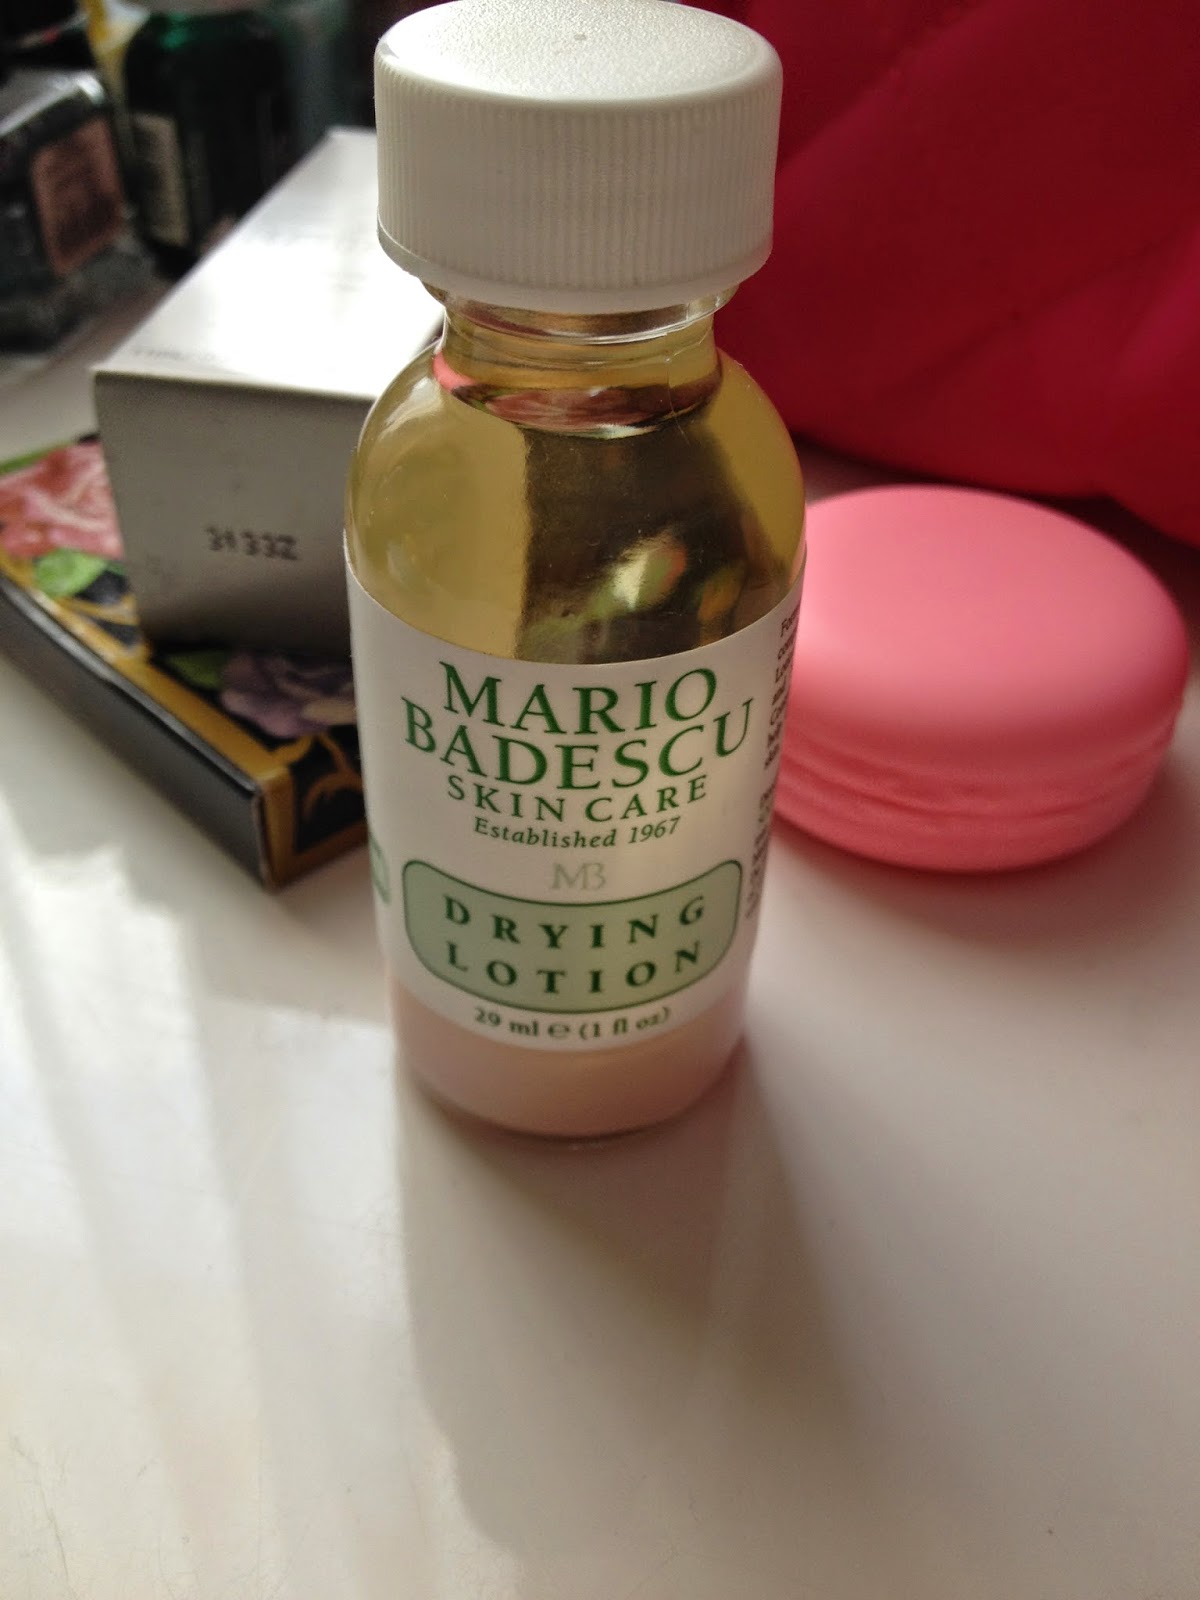 31332
MARIO
BADESCU
SKIN CARE
Established 1967
MB
DRYING
LOTION
29 ml ℮ (1 fl oz)